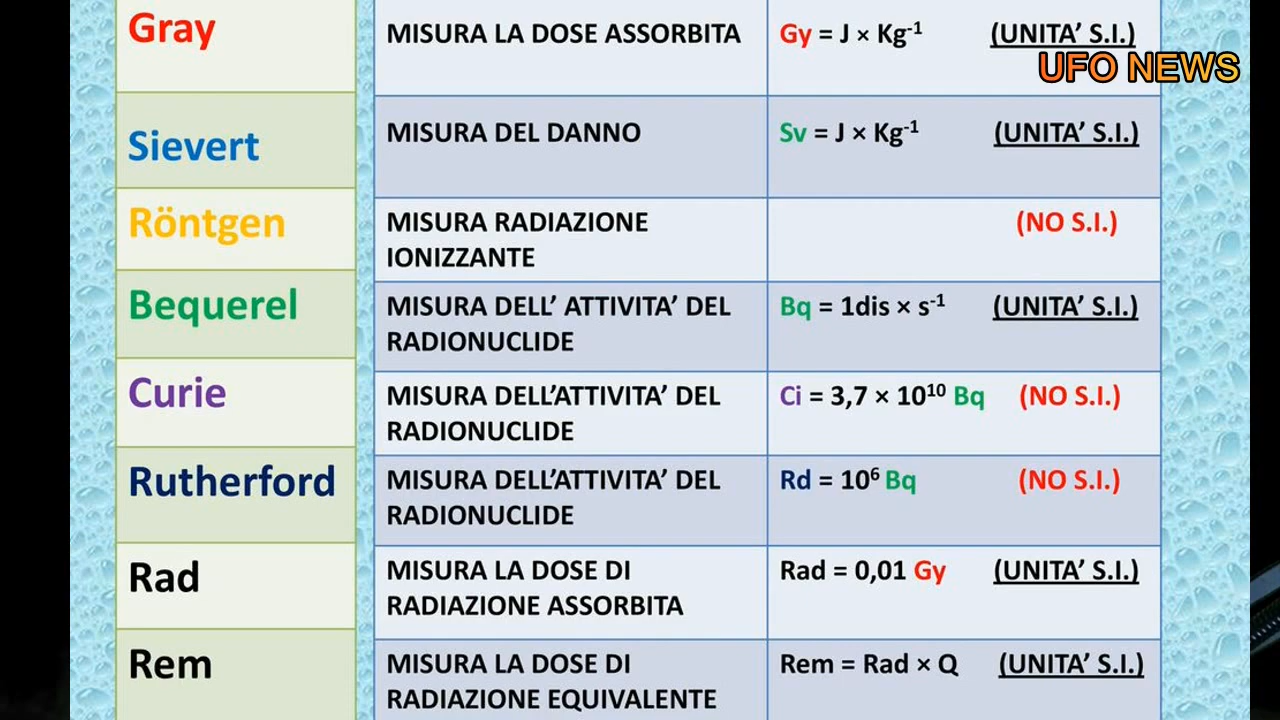 Gray
MISURA LA DOSE ASSORBITA
Gy = J × Kg⁻¹ (UNITA’ S.I.)
UFO NEWS
Sievert
MISURA DEL DANNO
Sv = J × Kg⁻¹ (UNITA’ S.I.)
Röntgen
MISURA RADIAZIONE
IONIZZANTE
(NO S.I.)
Bequerel
MISURA DELL’ ATTIVITA’ DEL
RADIONUCLIDE
Bq = 1dis × s⁻¹ (UNITA’ S.I.)
Curie
MISURA DELL’ATTIVITA’ DEL
RADIONUCLIDE
Ci = 3,7 × 10¹⁰ Bq (NO S.I.)
Rutherford
MISURA DELL’ATTIVITA’ DEL
RADIONUCLIDE
Rd = 10⁶ Bq (NO S.I.)
Rad
MISURA LA DOSE DI
RADIAZIONE ASSORBITA
Rad = 0,01 Gy (UNITA’ S.I.)
Rem
MISURA LA DOSE DI
RADIAZIONE EQUIVALENTE
Rem = Rad × Q (UNITA’ S.I.)